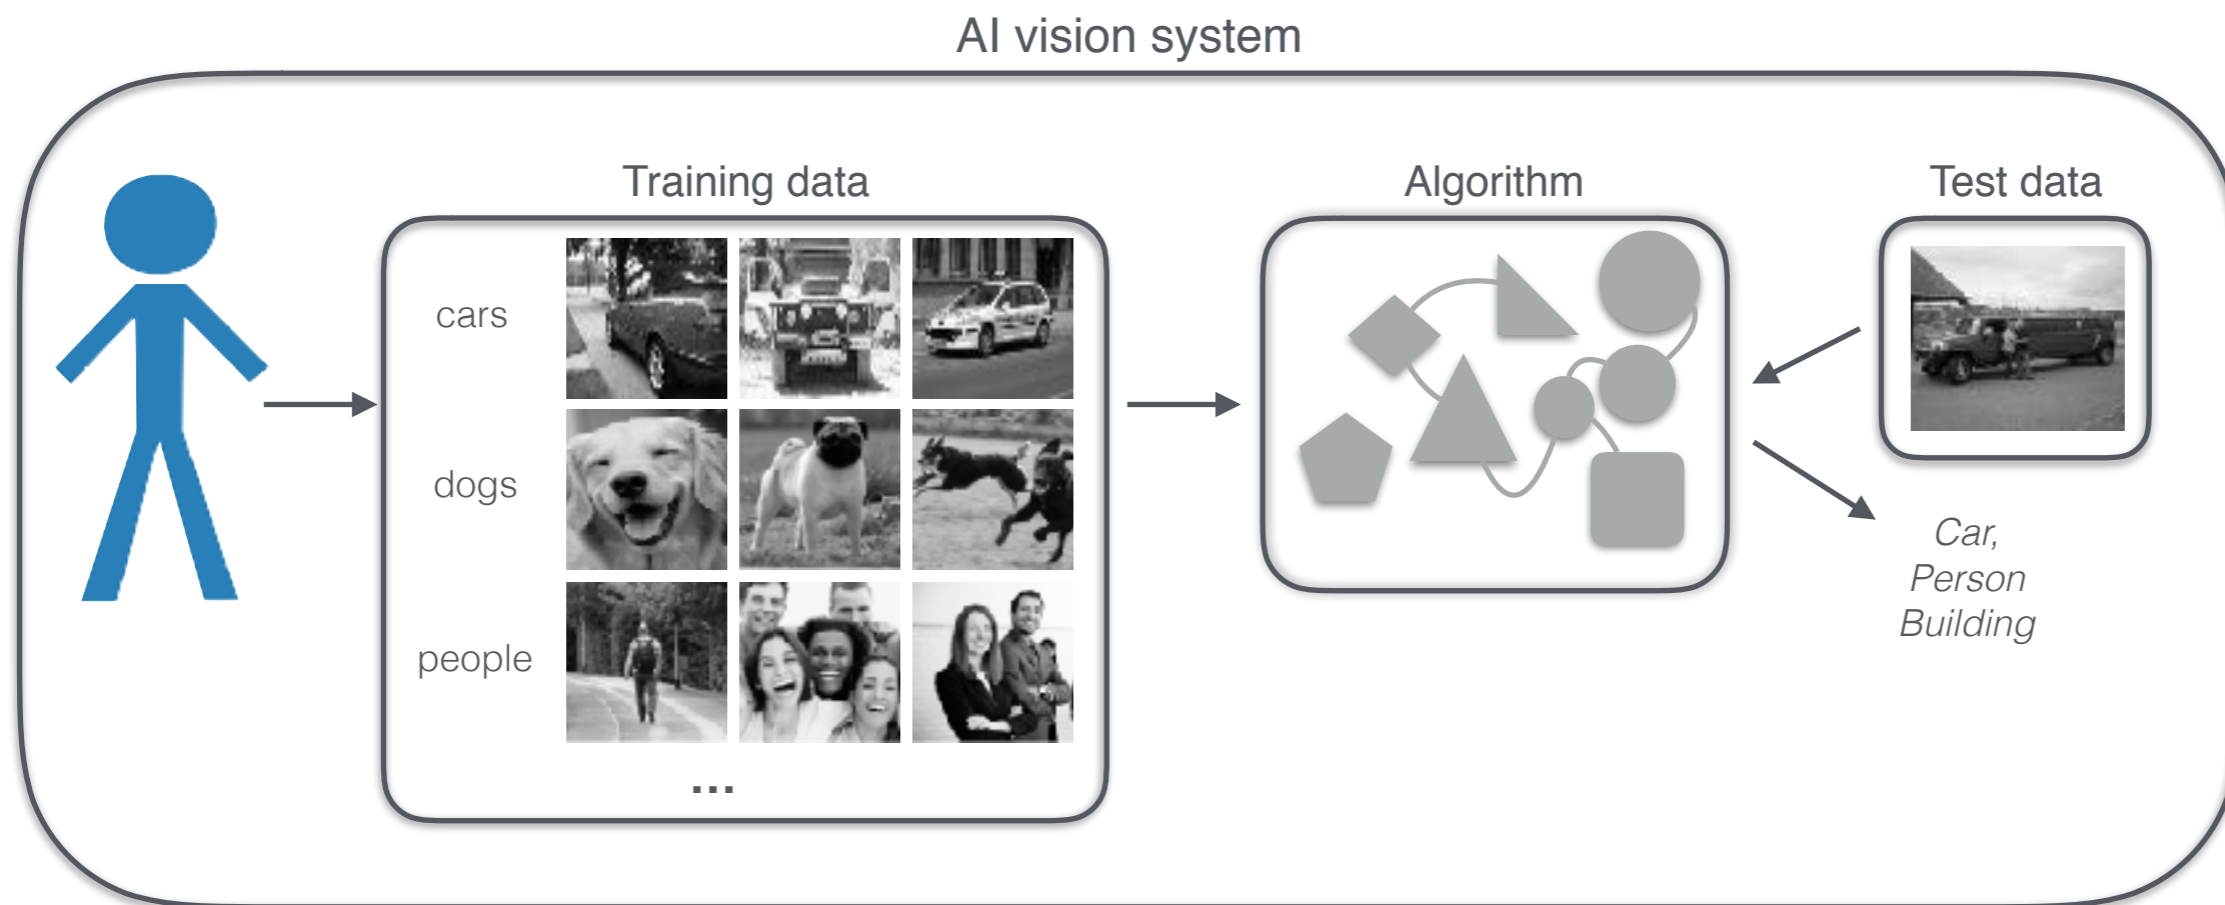 AI vision system
Training data
cars
dogs
people
...
Algorithm
Test data
Car,
Person
Building